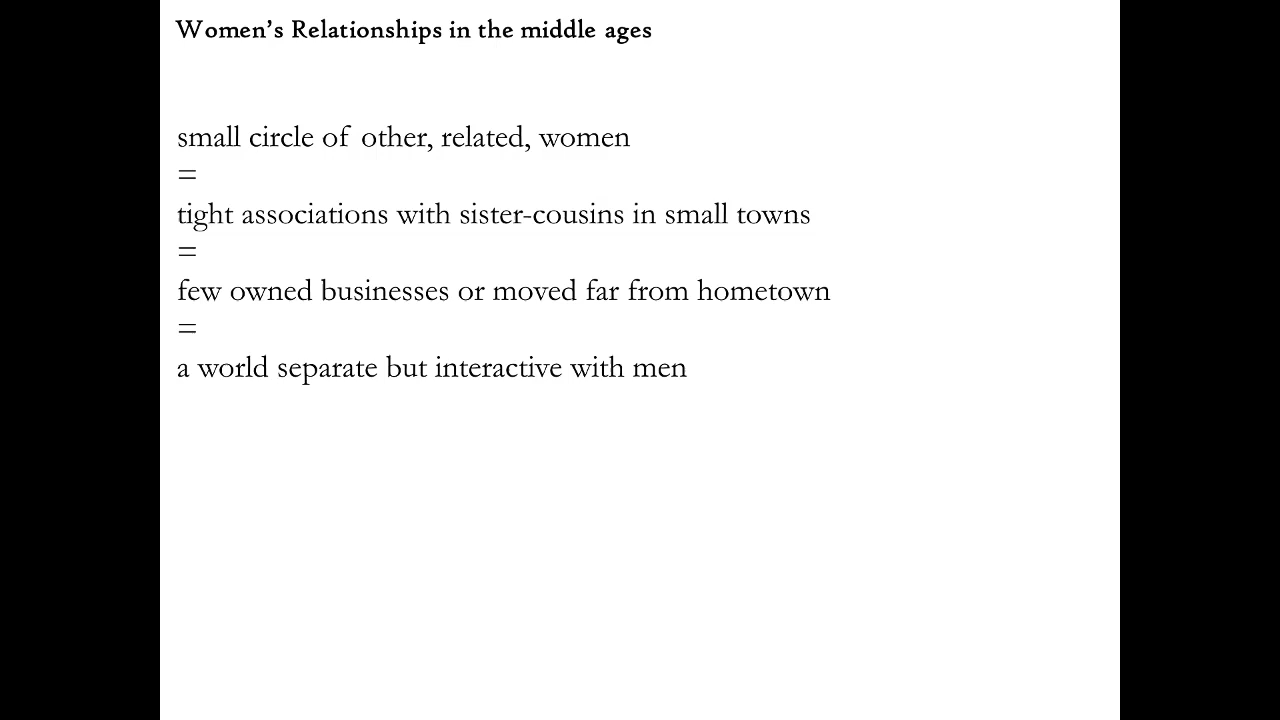 Women’s Relationships in the middle ages
small circle of other, related, women
=
tight associations with sister-cousins in small towns
=
few owned businesses or moved far from hometown
=
a world separate but interactive with men